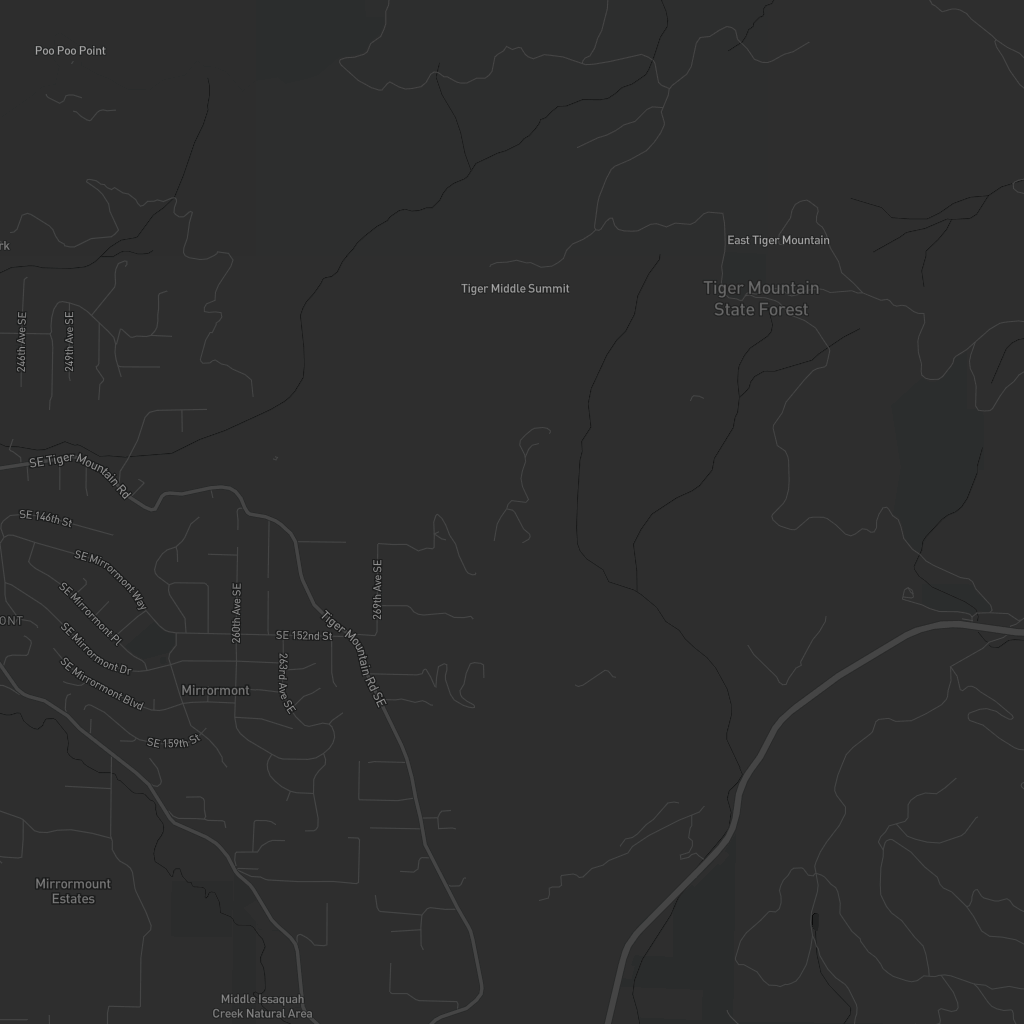 Poo Poo Point
rk
East Tiger Mountain
Tiger Middle Summit
Tiger Mountain
State Forest
246th Ave SE
249th Ave SE
SE Tiger Mountain Rd
SE 146th St
SE Mirrormont Way
SE Mirrormont Pl
260th Ave SE
269th Ave SE
ONT
SE Mirrormont Dr
SE 152nd St
Tiger Mountain Rd SE
SE Mirrormont Blvd
263rd Ave SE
Mirrormont
SE 159th St
Mirrormount
Estates
Middle Issaquah
Creek Natural Area